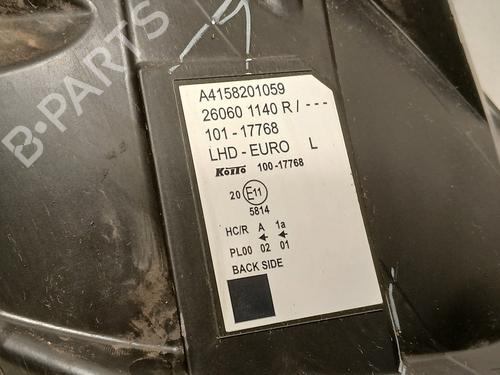 B-PARTS
A4158201059
26060 1140 R / ---
101 - 17768
LHD - EURO L
KOITO 100-17768
20 E11
5814
HC/R A 1a
PL00 02 01
BACK SIDE